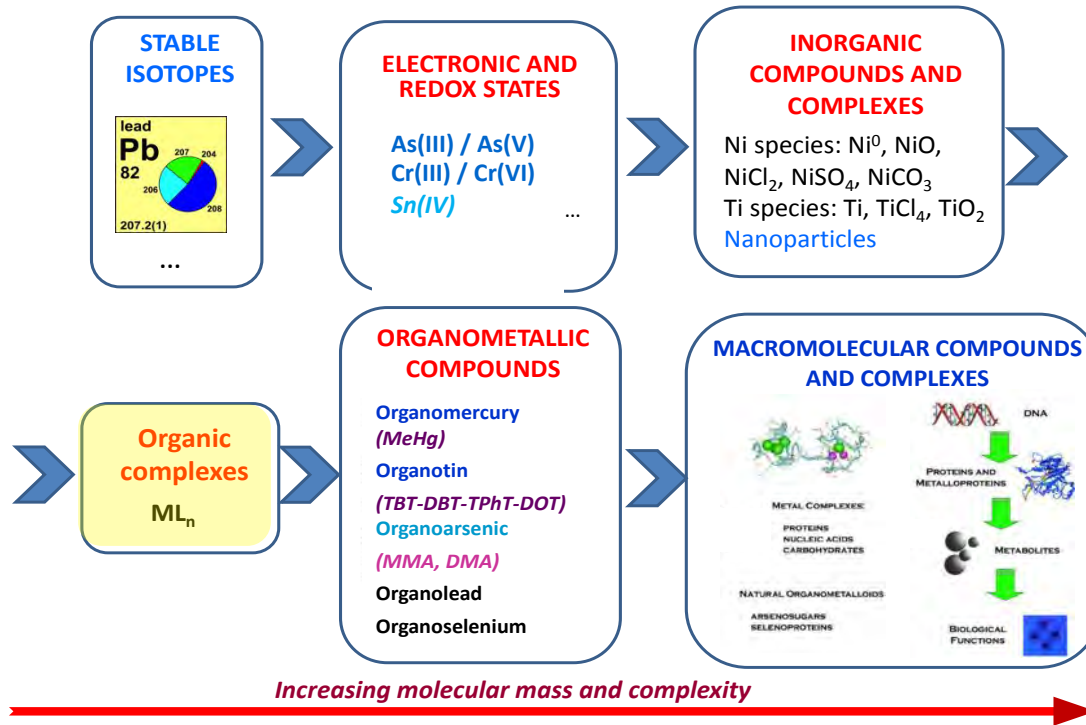 STABLE
ISOTOPES
lead
Pb
82
207
204
206
208
207.2(1)
...
ELECTRONIC AND
REDOX STATES
As(III) / As(V)
Cr(III) / Cr(VI)
Sn(IV)
...
INORGANIC
COMPOUNDS AND
COMPLEXES
Ni species: Ni⁰, NiO,
NiCl₂, NiSO₄, NiCO₃
Ti species: Ti, TiCl₄, TiO₂
Nanoparticles
Organic
complexes
MLₙ
ORGANOMETALLIC
COMPOUNDS
Organomercury
(MeHg)
Organotin
(TBT-DBT-TPhT-DOT)
Organoarsenic
(MMA, DMA)
Organolead
Organoselenium
MACROMOLECULAR COMPOUNDS
AND COMPLEXES
METAL COMPLEXES:
PROTEINS
NUCLEIC ACIDS
CARBOHYDRATES
NATURAL ORGANOMETALLOIDS
ARSENOSUGARS
SELENOPROTEINS
DNA
PROTEINS AND
METALLOPROTEINS
METABOLITES
BIOLOGICAL
FUNCTIONS
Increasing molecular mass and complexity